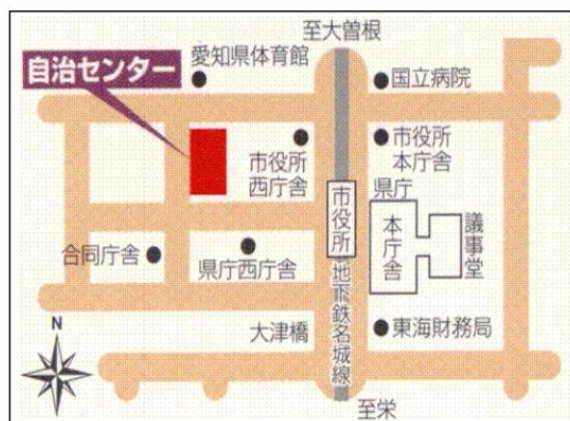 至大曽根
愛知県体育館
国立病院
自治センター
市役所
西庁舎
市役所
本庁舎
県庁
本庁舎
議事堂
市役所
合同庁舎
県庁西庁舎
地下鉄名城線
大津橋
東海財務局
N
至栄